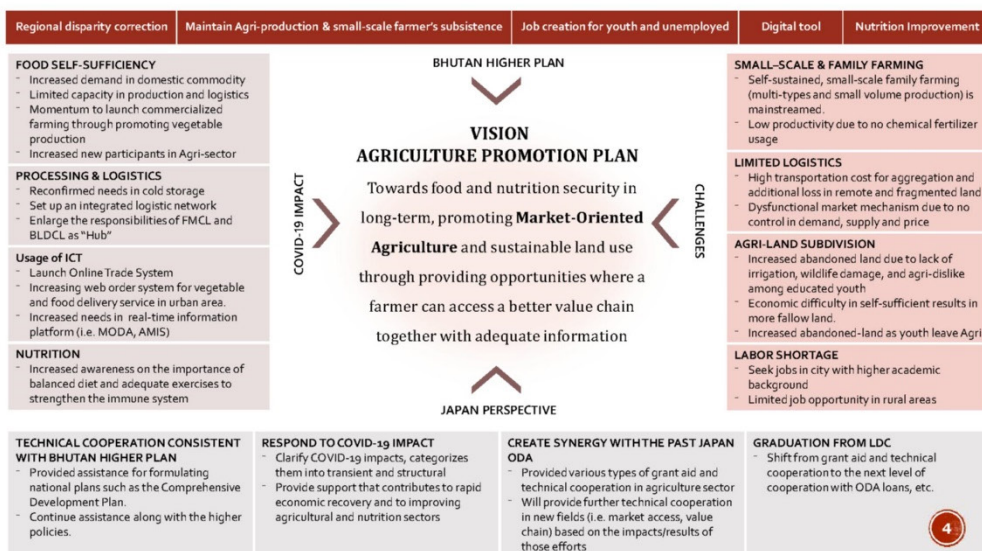 Regional disparity correction
Maintain Agri-production & small-scale farmer's subsistence
Job creation for youth and unemployed
Digital tool
Nutrition Improvement
FOOD SELF-SUFFICIENCY
- Increased demand in domestic commodity
- Limited capacity in production and logistics
- Momentum to launch commercialized
farming through promoting vegetable
production
- Increased new participants in Agri-sector
PROCESSING & LOGISTICS
- Reconfirmed needs in cold storage
- Set up an integrated logistic network
- Enlarge the responsibilities of FMCL and
BLDCL as "Hub"
Usage of ICT
- Launch Online Trade System
- Increasing web order system for vegetable
and food delivery service in urban area.
- Increased needs in real-time information
platform (i.e. MODA, AMIS)
NUTRITION
- Increased awareness on the importance of
balanced diet and adequate exercises to
strengthen the immune system
COVID-19 IMPACT
BHUTAN HIGHER PLAN
VISION
AGRICULTURE PROMOTION PLAN
Towards food and nutrition security in
long-term, promoting Market-Oriented
Agriculture and sustainable land use
through providing opportunities where a
farmer can access a better value chain
together with adequate information
JAPAN PERSPECTIVE
CHALLENGES
SMALL–SCALE & FAMILY FARMING
- Self-sustained, small-scale family farming
(multi-types and small volume production) is
mainstreamed.
- Low productivity due to no chemical fertilizer
usage
LIMITED LOGISTICS
- High transportation cost for aggregation and
additional loss in remote and fragmented land
- Dysfunctional market mechanism due to no
control in demand, supply and price
AGRI-LAND SUBDIVISION
- Increased abandoned land due to lack of
irrigation, wildlife damage, and agri-dislike
among educated youth
- Economic difficulty in self-sufficient results in
more fallow land.
- Increased abandoned-land as youth leave Agri
LABOR SHORTAGE
- Seek jobs in city with higher academic
background
- Limited job opportunity in rural areas
TECHNICAL COOPERATION CONSISTENT
WITH BHUTAN HIGHER PLAN
- Provided assistance for formulating
national plans such as the Comprehensive
Development Plan.
- Continue assistance along with the higher
policies.
RESPOND TO COVID-19 IMPACT
- Clarify COVID-19 impacts, categorizes
them into transient and structural
- Provide support that contributes to rapid
economic recovery and to improving
agricultural and nutrition sectors
CREATE SYNERGY WITH THE PAST JAPAN
ODA
- Provided various types of grant aid and
technical cooperation in agriculture sector
- Will provide further technical cooperation
in new fields (i.e. market access, value
chain) based on the impacts/results of
those efforts
GRADUATION FROM LDC
- Shift from grant aid and technical
cooperation to the next level of
cooperation with ODA loans, etc.
4